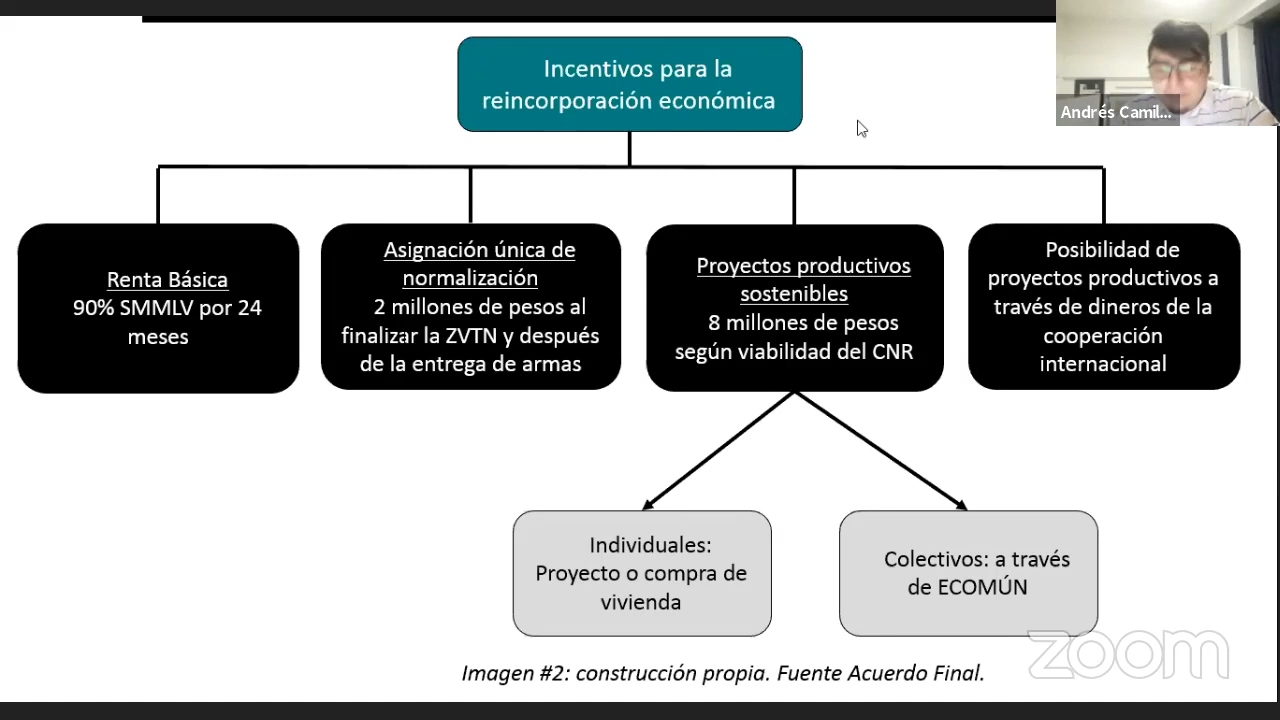 Incentivos para la
reincorporación económica
Andrés Camil...
Renta Básica
90% SMMLV por 24
meses
Asignación única de
normalización
2 millones de pesos al
finalizar la ZVTN y después
de la entrega de armas
Proyectos productivos
sostenibles
8 millones de pesos
según viabilidad del CNR
Posibilidad de
proyectos productivos a
través de dineros de la
cooperación
internacional
Individuales:
Proyecto o compra de
vivienda
Colectivos: a través
de ECOMÚN
Imagen #2: construcción propia. Fuente Acuerdo Final.
zoom